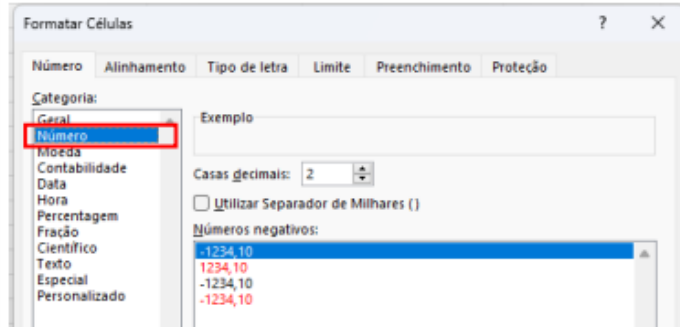 Formatar Células ? ×
Número Alinhamento Tipo de letra Limite Preenchimento Proteção
Categoria:
Geral
Número
Moeda
Contabilidade
Data
Hora
Percentagem
Fração
Científico
Texto
Especial
Personalizado
Exemplo
Casas decimais: 2
Utilizar Separador de Milhares ( )
Números negativos:
-1234,10
1234,10
-1234,10
-1234,10